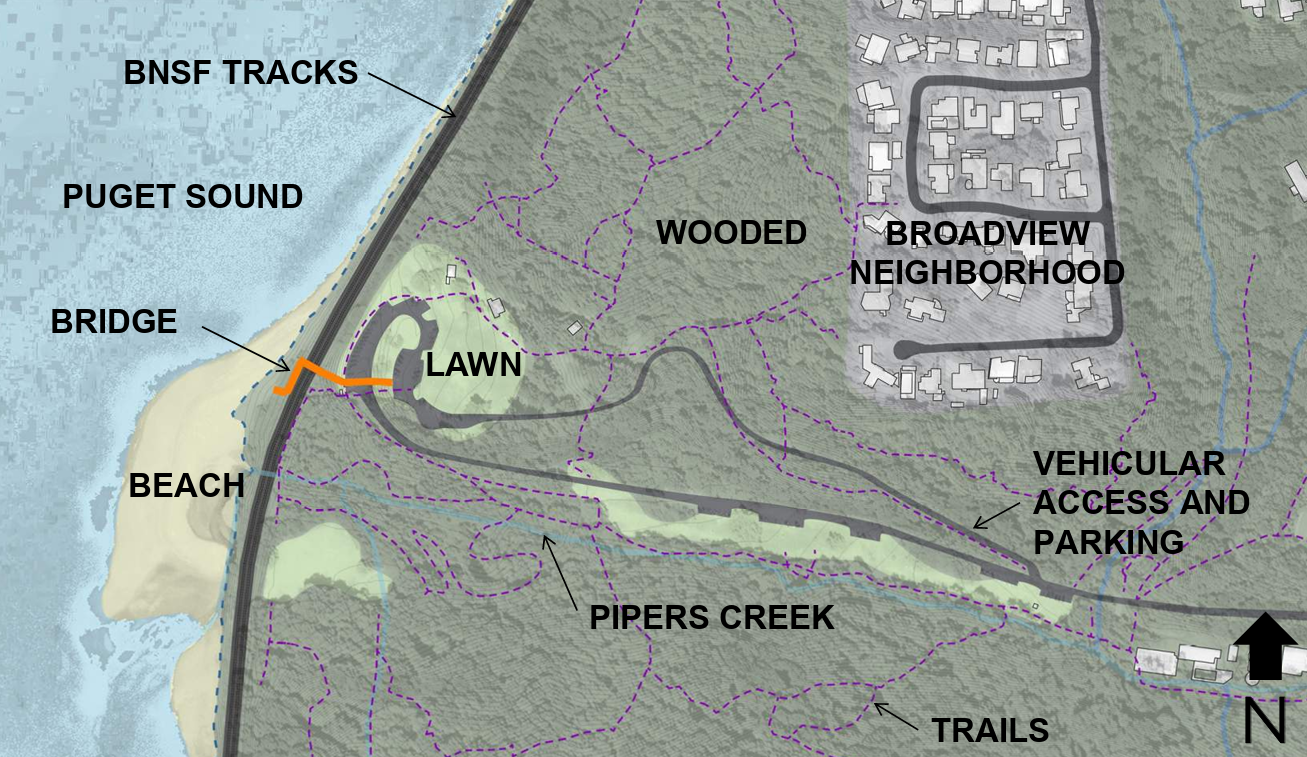 BNSF TRACKS
PUGET SOUND
WOODED
BROADVIEW
NEIGHBORHOOD
BRIDGE
LAWN
BEACH
VEHICULAR
ACCESS AND
PARKING
PIPERS CREEK
TRAILS
N